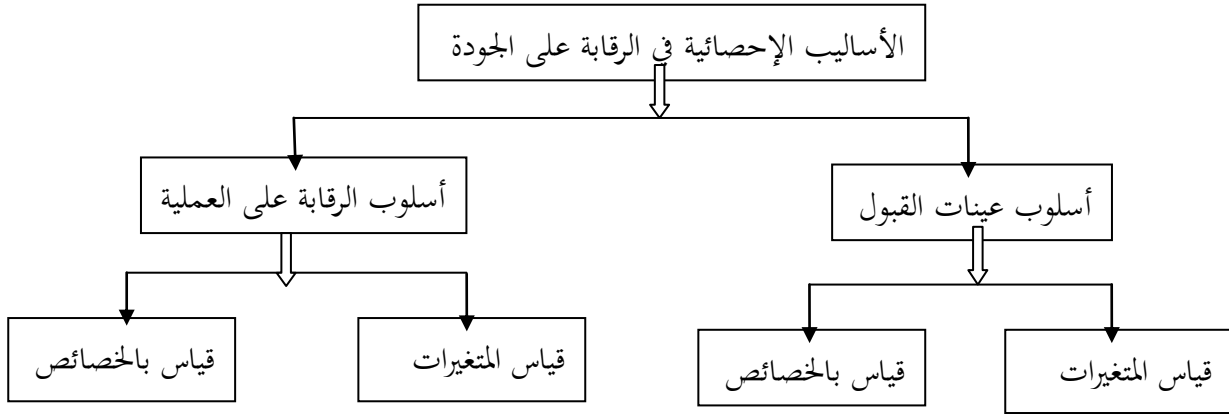 الأساليب الإحصائية في الرقابة على الجودة
أسلوب عينات القبول
أسلوب الرقابة على العملية
قياس المتغيرات
قياس بالخصائص
قياس المتغيرات
قياس بالخصائص